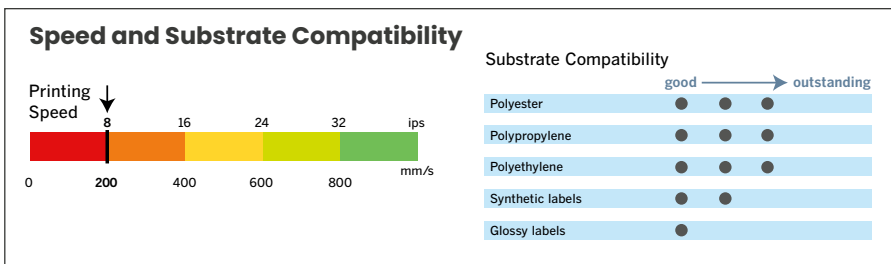 Speed and Substrate Compatibility
Printing
Speed
8 16 24 32 ips
mm/s
0 200 400 600 800
Substrate Compatibility
good outstanding
Polyester
Polypropylene
Polyethylene
Synthetic labels
Glossy labels